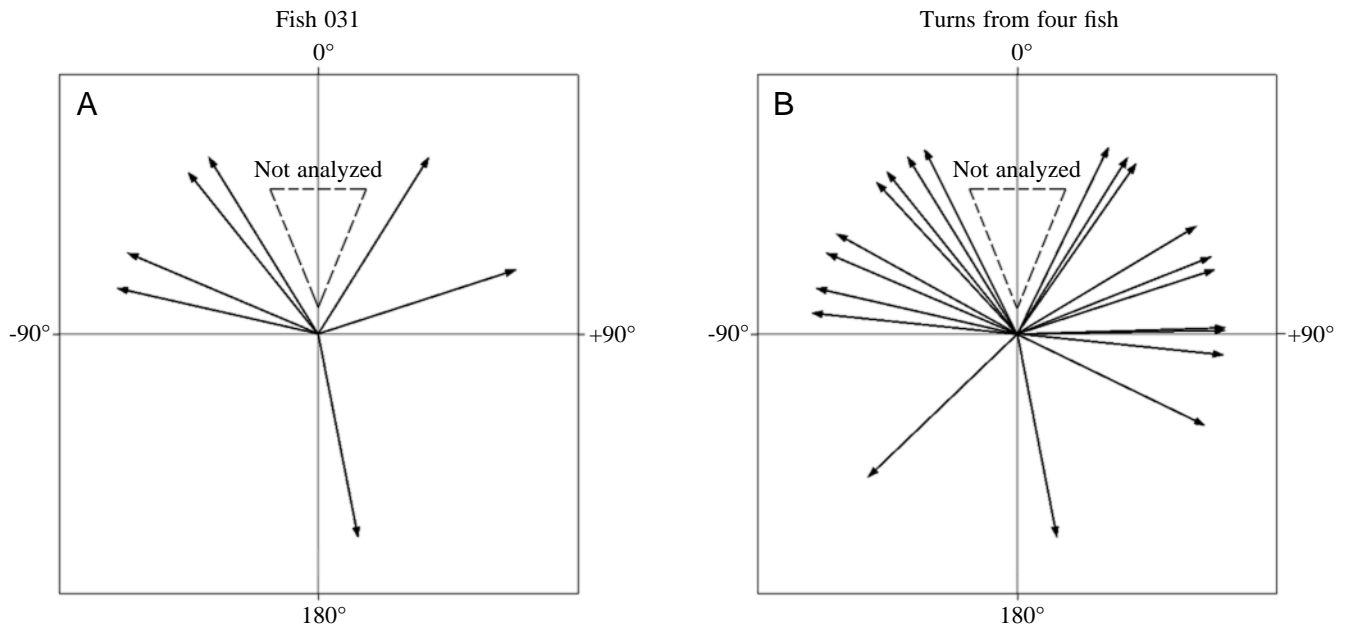 Fish 031
0°
A
Not analyzed
-90°
+90°
180°
Turns from four fish
0°
B
Not analyzed
-90°
+90°
180°